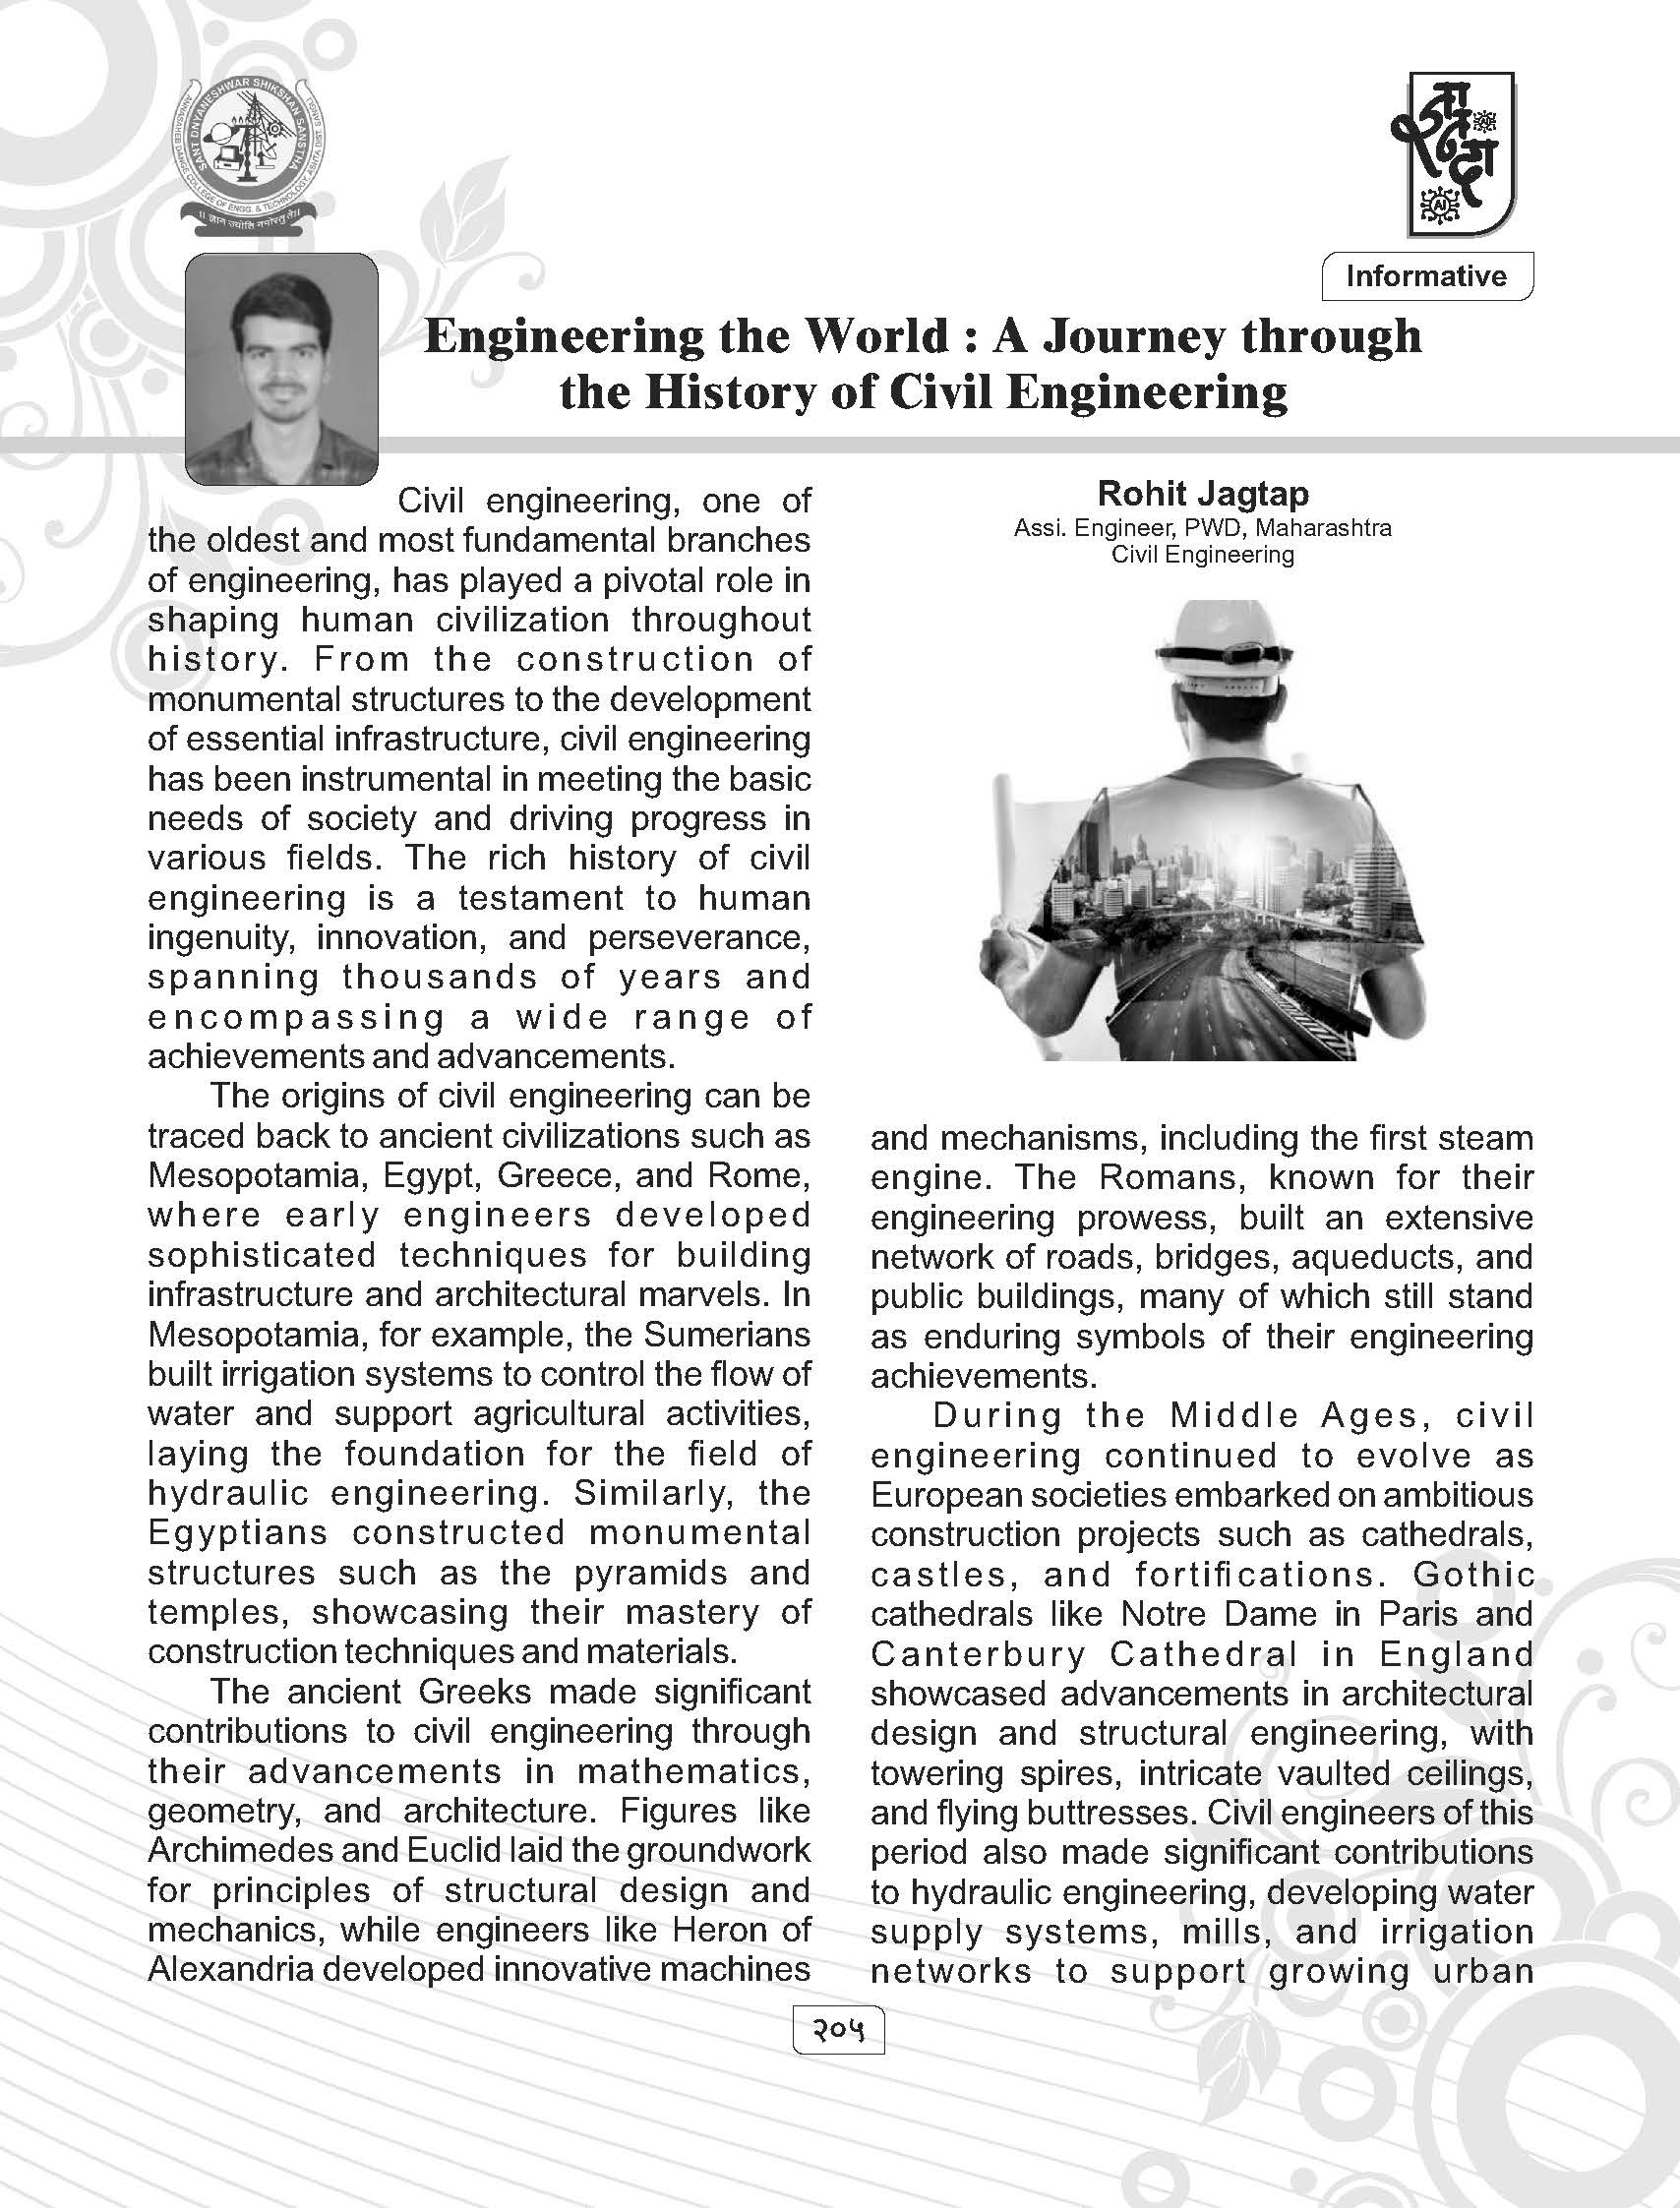 SANT DNYANESHWAR SHIKSHAN SANSTHA
ANNASAHEB DANGE COLLEGE OF ENGG. & TECHNOLOGY, ASHTA DIST. SANGLI
AI
AI
Informative
Engineering the World : A Journey through
the History of Civil Engineering
Civil engineering, one of
the oldest and most fundamental branches
of engineering, has played a pivotal role in
shaping human civilization throughout
history. From the construction of
monumental structures to the development
of essential infrastructure, civil engineering
has been instrumental in meeting the basic
needs of society and driving progress in
various fields. The rich history of civil
engineering is a testament to human
ingenuity, innovation, and perseverance,
spanning thousands of years and
encompassing a wide range of
achievements and advancements.
The origins of civil engineering can be
traced back to ancient civilizations such as
Mesopotamia, Egypt, Greece, and Rome,
where early engineers developed
sophisticated techniques for building
infrastructure and architectural marvels. In
Mesopotamia, for example, the Sumerians
built irrigation systems to control the flow of
water and support agricultural activities,
laying the foundation for the field of
hydraulic engineering. Similarly, the
Egyptians constructed monumental
structures such as the pyramids and
temples, showcasing their mastery of
construction techniques and materials.
The ancient Greeks made significant
contributions to civil engineering through
their advancements in mathematics,
geometry, and architecture. Figures like
Archimedes and Euclid laid the groundwork
for principles of structural design and
mechanics, while engineers like Heron of
Alexandria developed innovative machines
Rohit Jagtap
Assi. Engineer, PWD, Maharashtra
Civil Engineering
and mechanisms, including the first steam
engine. The Romans, known for their
engineering prowess, built an extensive
network of roads, bridges, aqueducts, and
public buildings, many of which still stand
as enduring symbols of their engineering
achievements.
During the Middle Ages, civil
engineering continued to evolve as
European societies embarked on ambitious
construction projects such as cathedrals,
castles, and fortifications. Gothic
cathedrals like Notre Dame in Paris and
Canterbury Cathedral in England
showcased advancements in architectural
design and structural engineering, with
towering spires, intricate vaulted ceilings,
and flying buttresses. Civil engineers of this
period also made significant contributions
to hydraulic engineering, developing water
supply systems, mills, and irrigation
networks to support growing urban
२०५